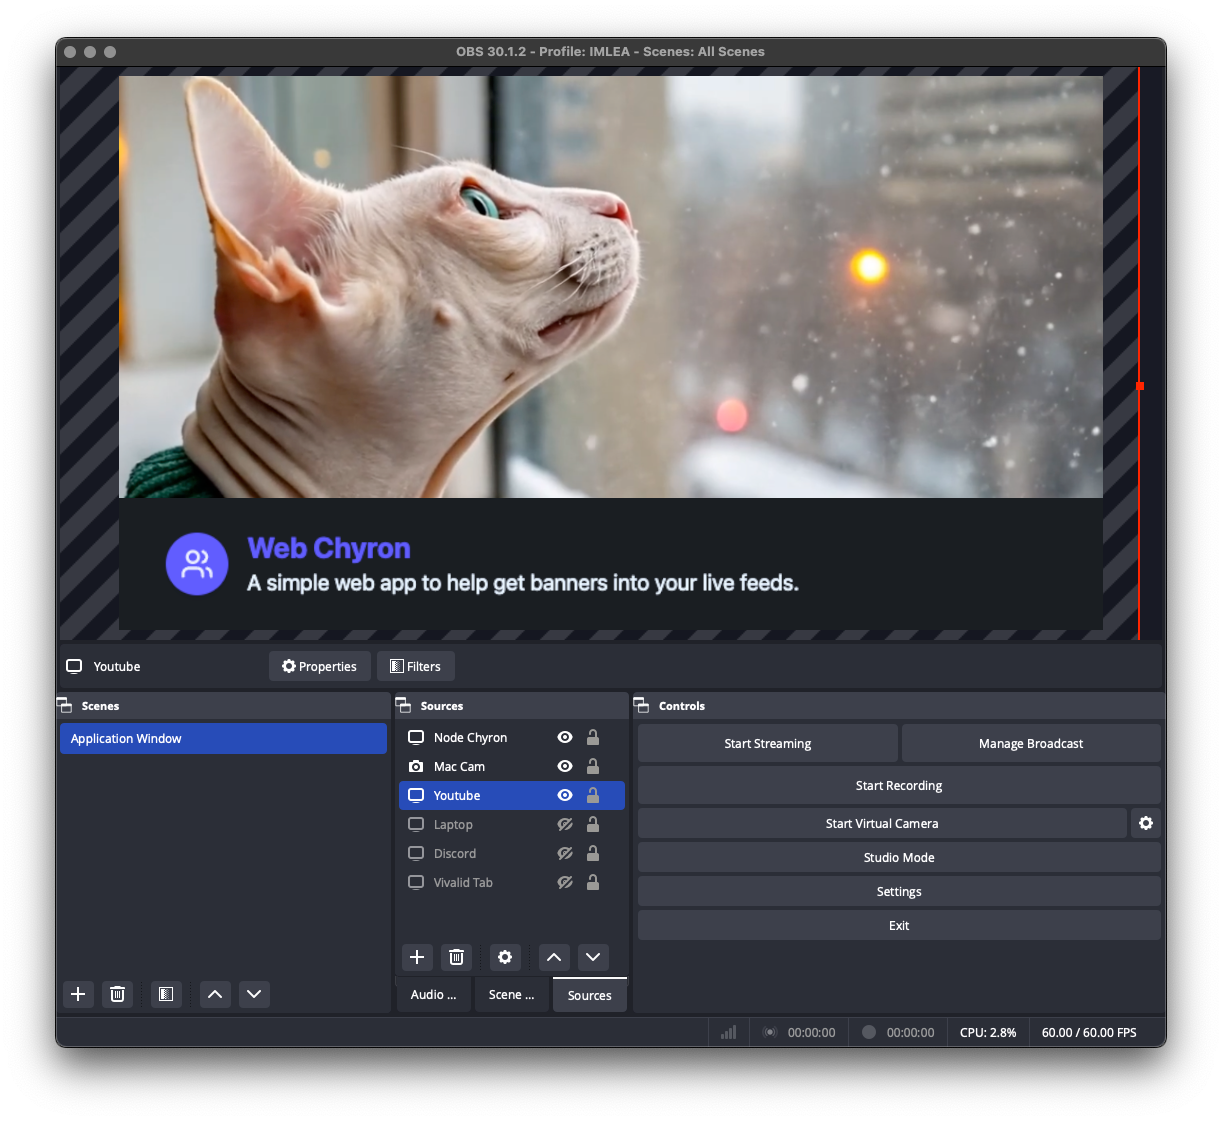 OBS 30.1.2 - Profile: IMLEA - Scenes: All Scenes
Web Chyron
A simple web app to help get banners into your live feeds.
Youtube
Properties
Filters
Scenes
Application Window
Sources
Node Chyron
Mac Cam
Youtube
Laptop
Discord
Vivalid Tab
Audio ...
Scene ...
Sources
Controls
Start Streaming
Manage Broadcast
Start Recording
Start Virtual Camera
Studio Mode
Settings
Exit
00:00:00
00:00:00
CPU: 2.8%
60.00 / 60.00 FPS